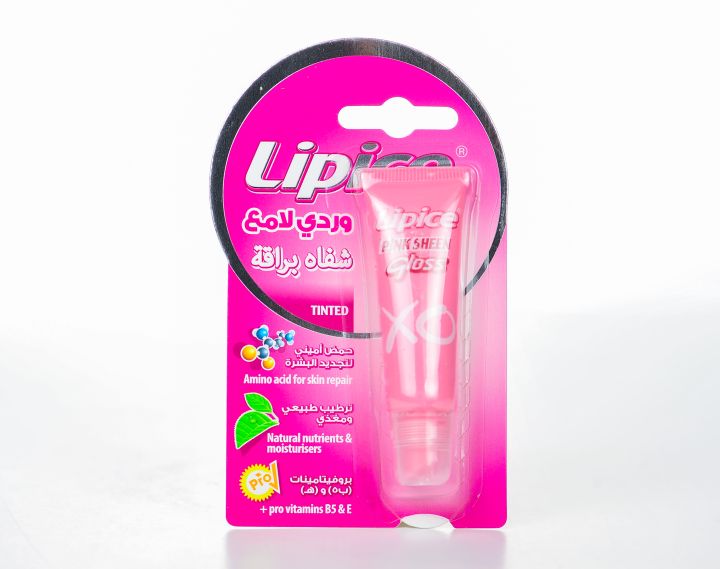 Lipice®
وردي لامع
شفاه براقة
TINTED
حمض أميني
لتجديد البشرة
Amino acid for skin repair
ترطيب طبيعي
ومغذي
Natural nutrients &
moisturisers
PRO
بروفيتامينات
(ب٥) و (هـ)
+ pro vitamins B5 & E
Lipice
PINK SHEEN
Gloss
XO